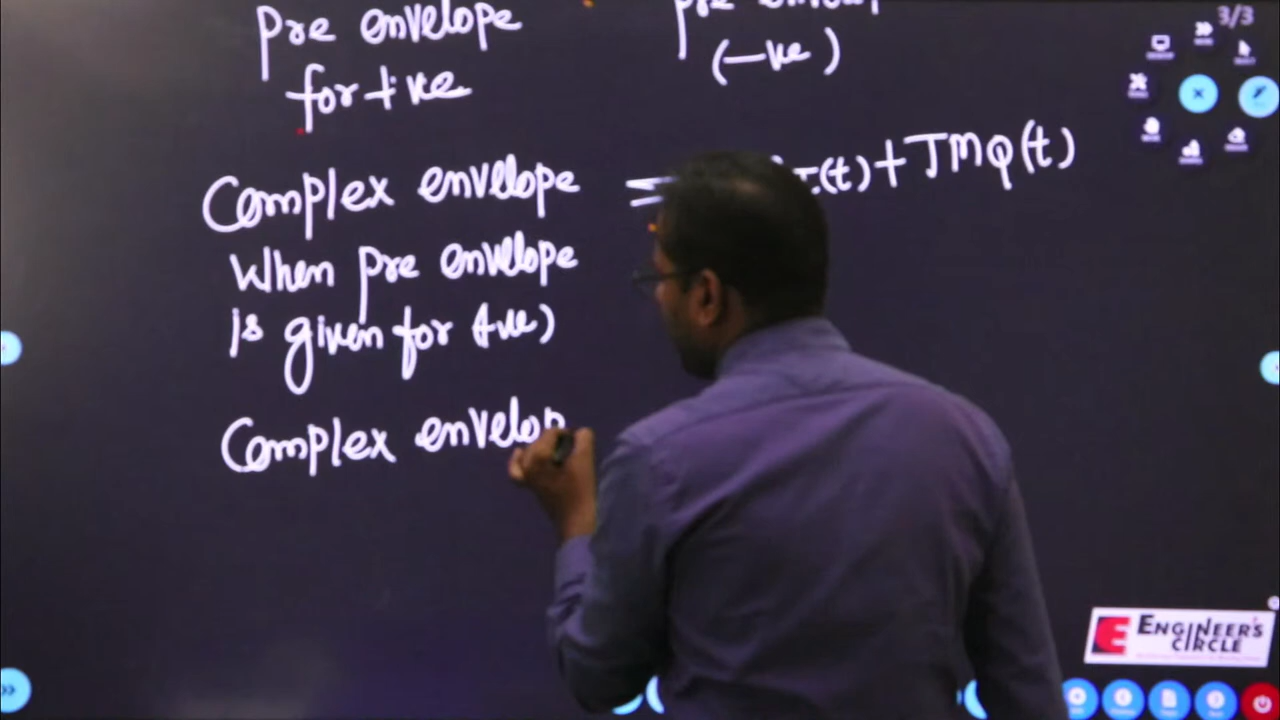 3/3
Pre envelope
for +ve
(-ve)
Complex envelope = I(t) + JMQ(t)
When pre envelope
is given for +ve)
Complex envelop
ENGINEER'S
CIRCLE